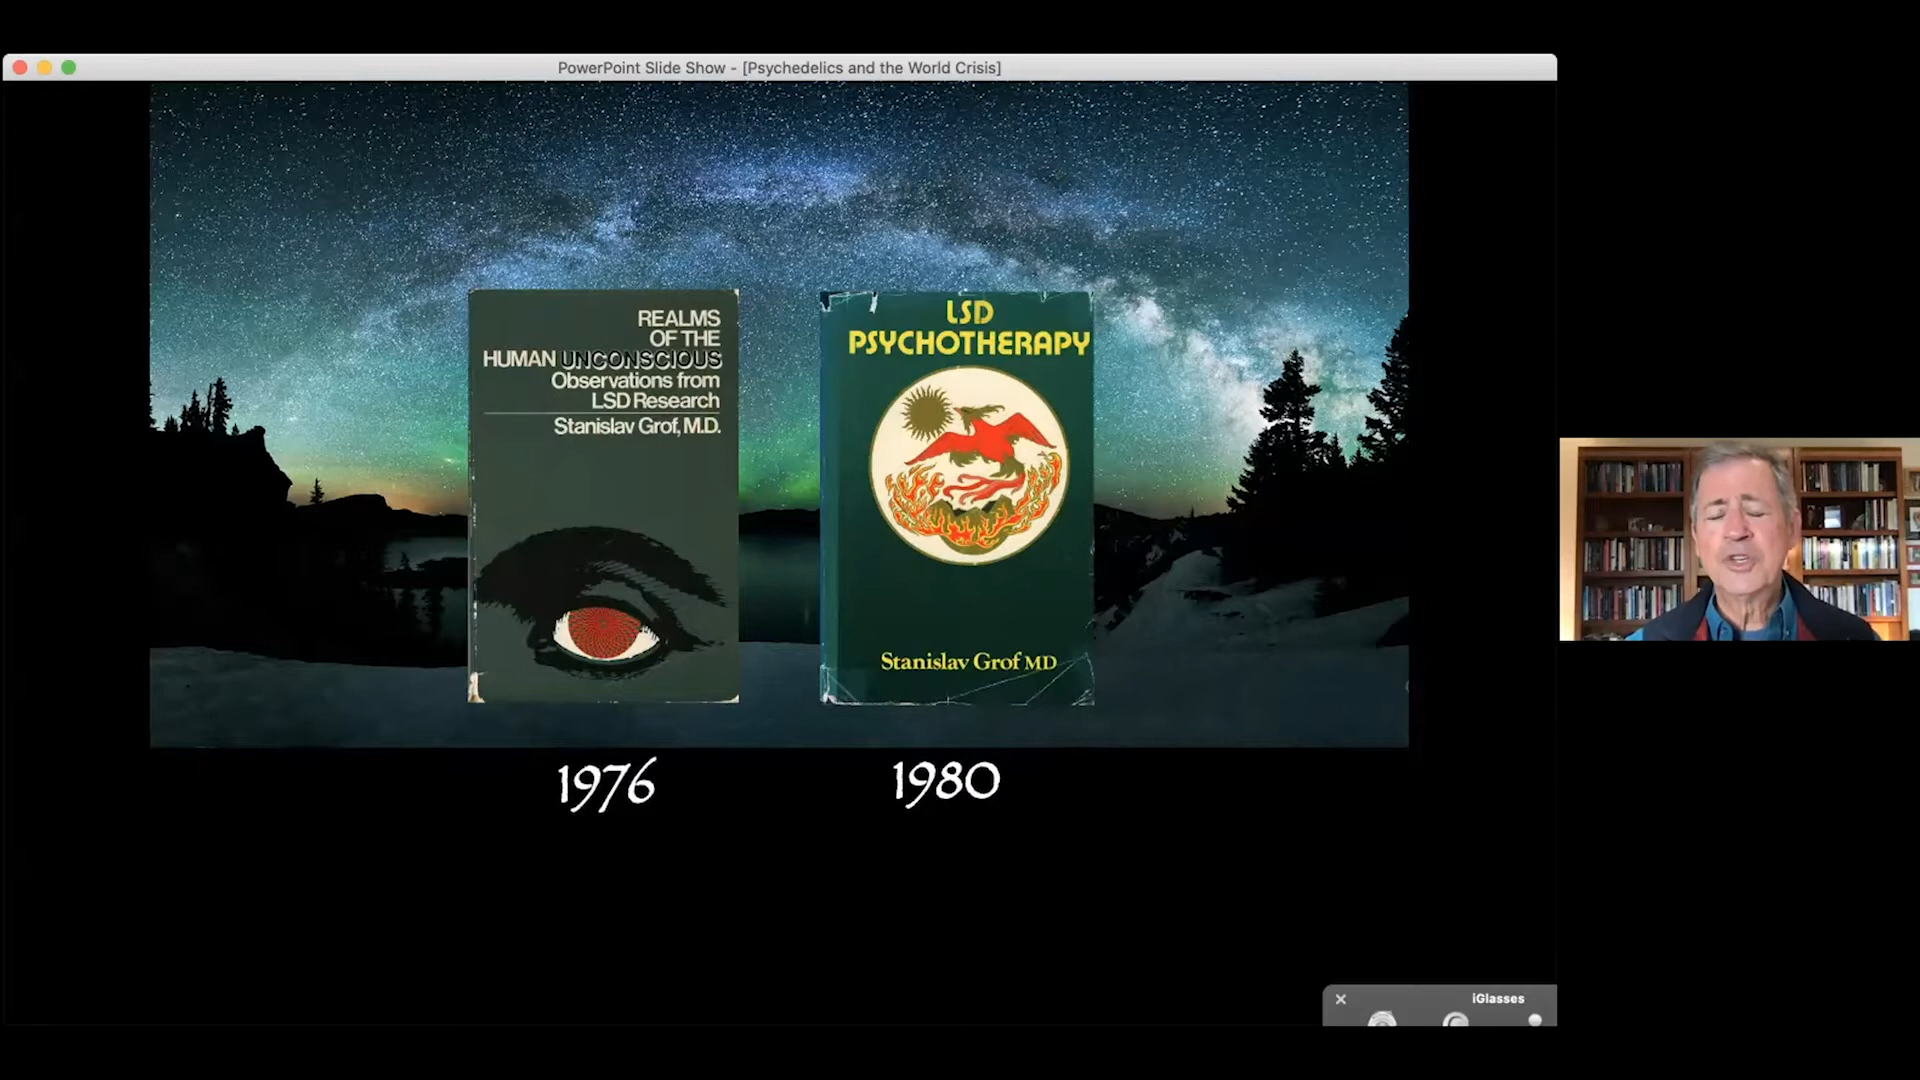 PowerPoint Slide Show - [Psychedelics and the World Crisis]
REALMS
OF THE
HUMAN UNCONSCIOUS
Observations from
LSD Research
Stanislav Grof, M.D.
LSD
PSYCHOTHERAPY
Stanislav Grof MD
1976
1980
iGlasses